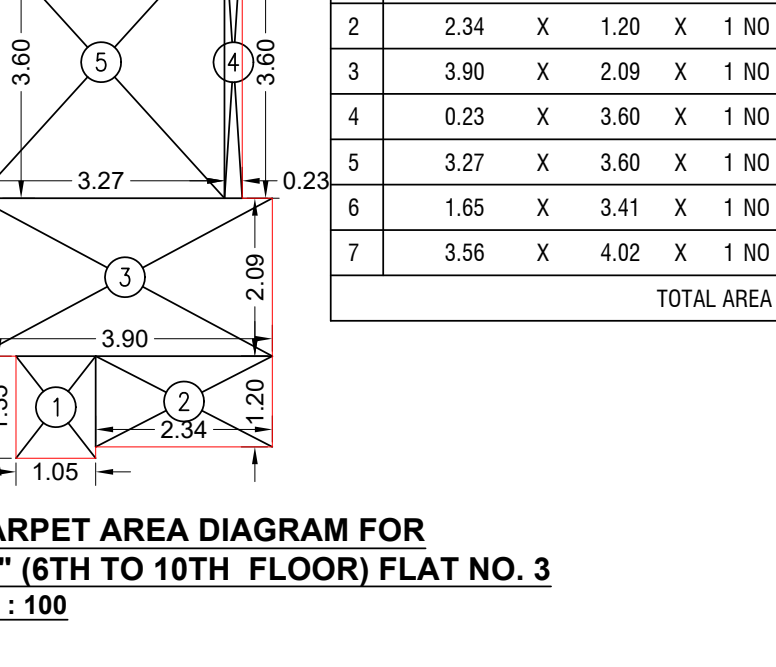 2 2.34 X 1.20 X 1 NO
3 3.90 X 2.09 X 1 NO
4 0.23 X 3.60 X 1 NO
5 3.27 X 3.60 X 1 NO
6 1.65 X 3.41 X 1 NO
7 3.56 X 4.02 X 1 NO
TOTAL AREA
3.60
5
4
3.60
3.27
0.23
3
2.09
3.90
1
2
1.20
2.34
1.05
ARPET AREA DIAGRAM FOR
" (6TH TO 10TH FLOOR) FLAT NO. 3
: 100